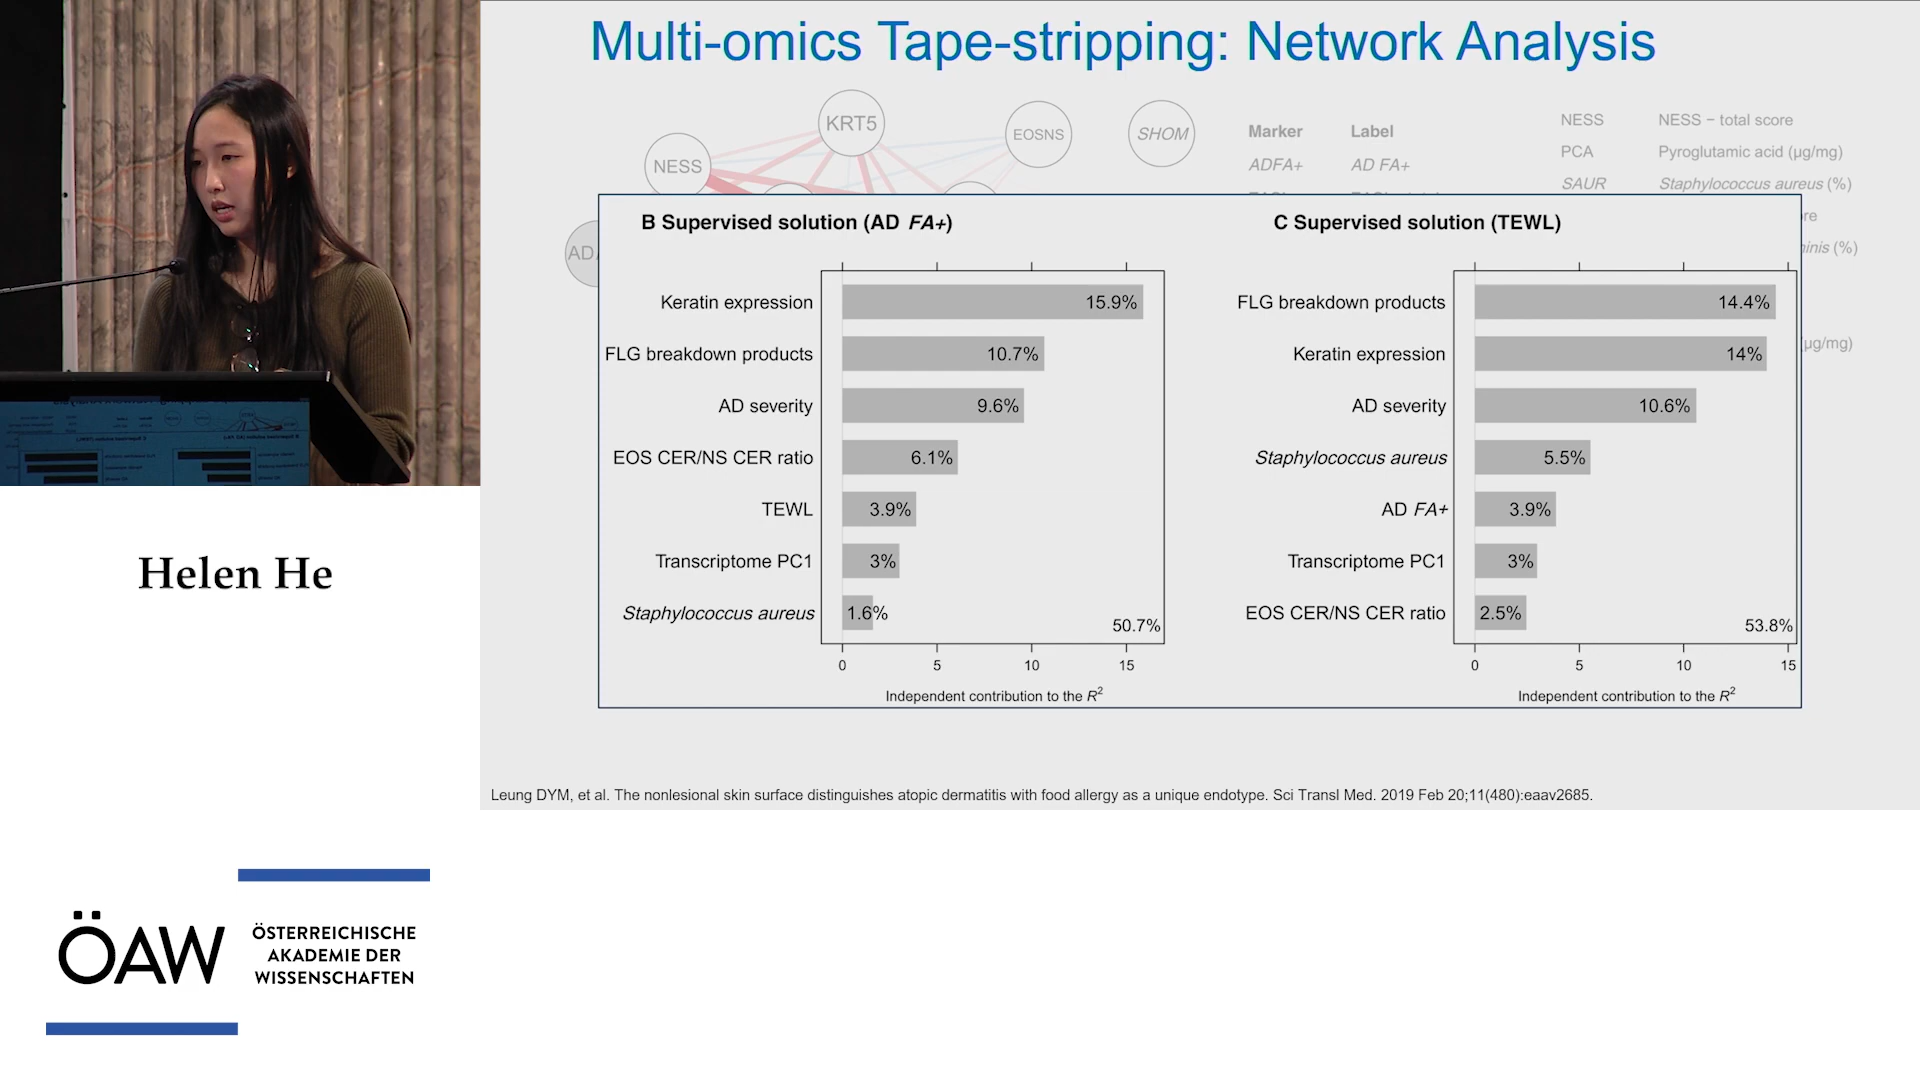 Multi-omics Tape-stripping: Network Analysis
KRT5
EOSNS
SHOM
NESS
AD
Marker Label
ADFA+ AD FA+
NESS NESS − total score
PCA Pyroglutamic acid (µg/mg)
SAUR Staphylococcus aureus (%)
µg/mg)
B Supervised solution (AD FA+)
Keratin expression 15.9%
FLG breakdown products 10.7%
AD severity 9.6%
EOS CER/NS CER ratio 6.1%
TEWL 3.9%
Transcriptome PC1 3%
Staphylococcus aureus 1.6%
50.7%
0 5 10 15
Independent contribution to the R²
C Supervised solution (TEWL)
FLG breakdown products 14.4%
Keratin expression 14%
AD severity 10.6%
Staphylococcus aureus 5.5%
AD FA+ 3.9%
Transcriptome PC1 3%
EOS CER/NS CER ratio 2.5%
53.8%
0 5 10 15
Independent contribution to the R²
Leung DYM, et al. The nonlesional skin surface distinguishes atopic dermatitis with food allergy as a unique endotype. Sci Transl Med. 2019 Feb 20;11(480):eaav2685.
Helen He
ÖAW
ÖSTERREICHISCHE
AKADEMIE DER
WISSENSCHAFTEN